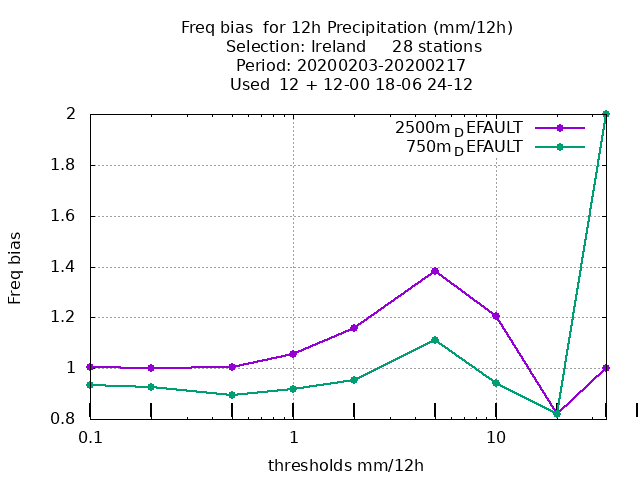 Freq bias  for 12h Precipitation (mm/12h)
Selection: Ireland     28 stations
Period: 20200203-20200217
Used  12 + 12-00 18-06 24-12
2500m_DEFAULT
750m_DEFAULT
2
1.8
1.6
1.4
1.2
1
0.8
Freq bias
0.1 1 10
thresholds mm/12h